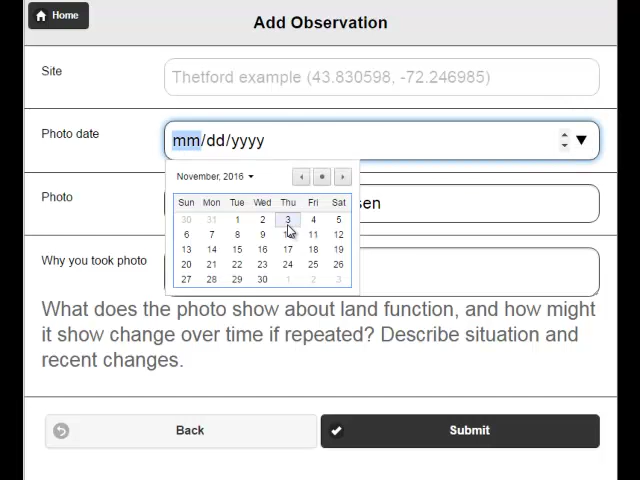 Home
Add Observation
Site
Thetford example (43.830598, -72.246985)
Photo date
mm/dd/yyyy
November, 2016
Sun Mon Tue Wed Thu Fri Sat
30 31 1 2 3 4 5
6 7 8 9 11 12
13 14 15 16 17 18 19
20 21 22 23 24 25 26
27 28 29 30 1 2 3
Photo
sen
Why you took photo
What does the photo show about land function, and how might
it show change over time if repeated? Describe situation and
recent changes.
Back
Submit